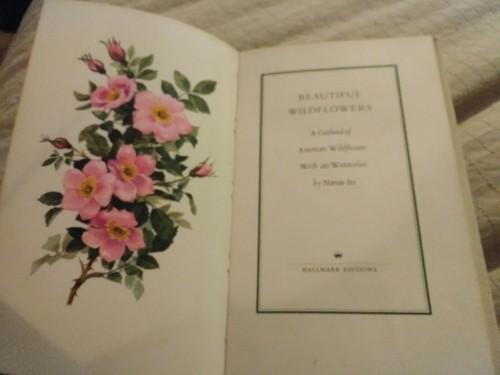 BEAUTIFUL
WILDFLOWERS
A Garland of
American Wildflowers
With 20 Watercolors
by Nanae Ito
HALLMARK EDITIONS